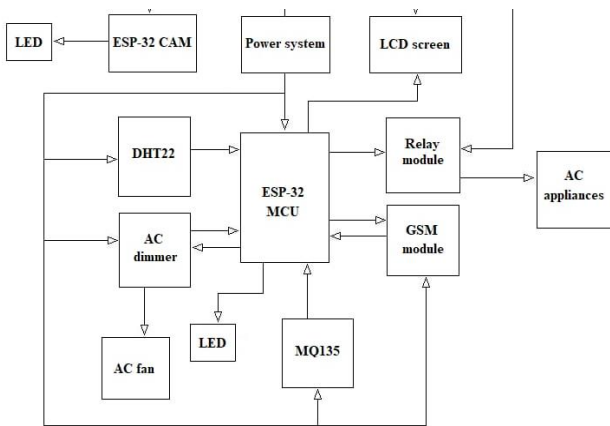 LED
ESP-32 CAM
Power system
LCD screen
DHT22
ESP-32
MCU
Relay
module
AC
appliances
AC
dimmer
GSM
module
LED
MQ135
AC fan